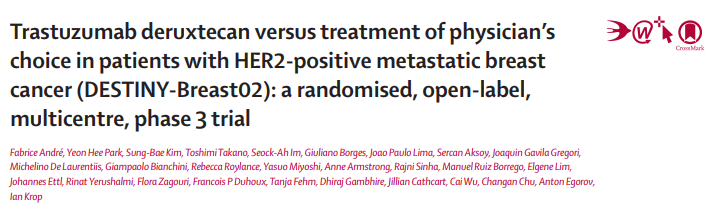 Trastuzumab deruxtecan versus treatment of physician's
choice in patients with HER2-positive metastatic breast
cancer (DESTINY-Breast02): a randomised, open-label,
multicentre, phase 3 trial
W
CrossMark
Fabrice André, Yeon Hee Park, Sung-Bae Kim, Toshimi Takano, Seock-Ah Im, Giuliano Borges, Joao Paulo Lima, Sercan Aksoy, Joaquin Gavila Gregori,
Michelino De Laurentiis, Giampaolo Bianchini, Rebecca Roylance, Yasuo Miyoshi, Anne Armstrong, Rajni Sinha, Manuel Ruiz Borrego, Elgene Lim,
Johannes Ettl, Rinat Yerushalmi, Flora Zagouri, Francois P Duhoux, Tanja Fehm, Dhiraj Gambhire, Jillian Cathcart, Cai Wu, Changan Chu, Anton Egorov,
Ian Krop